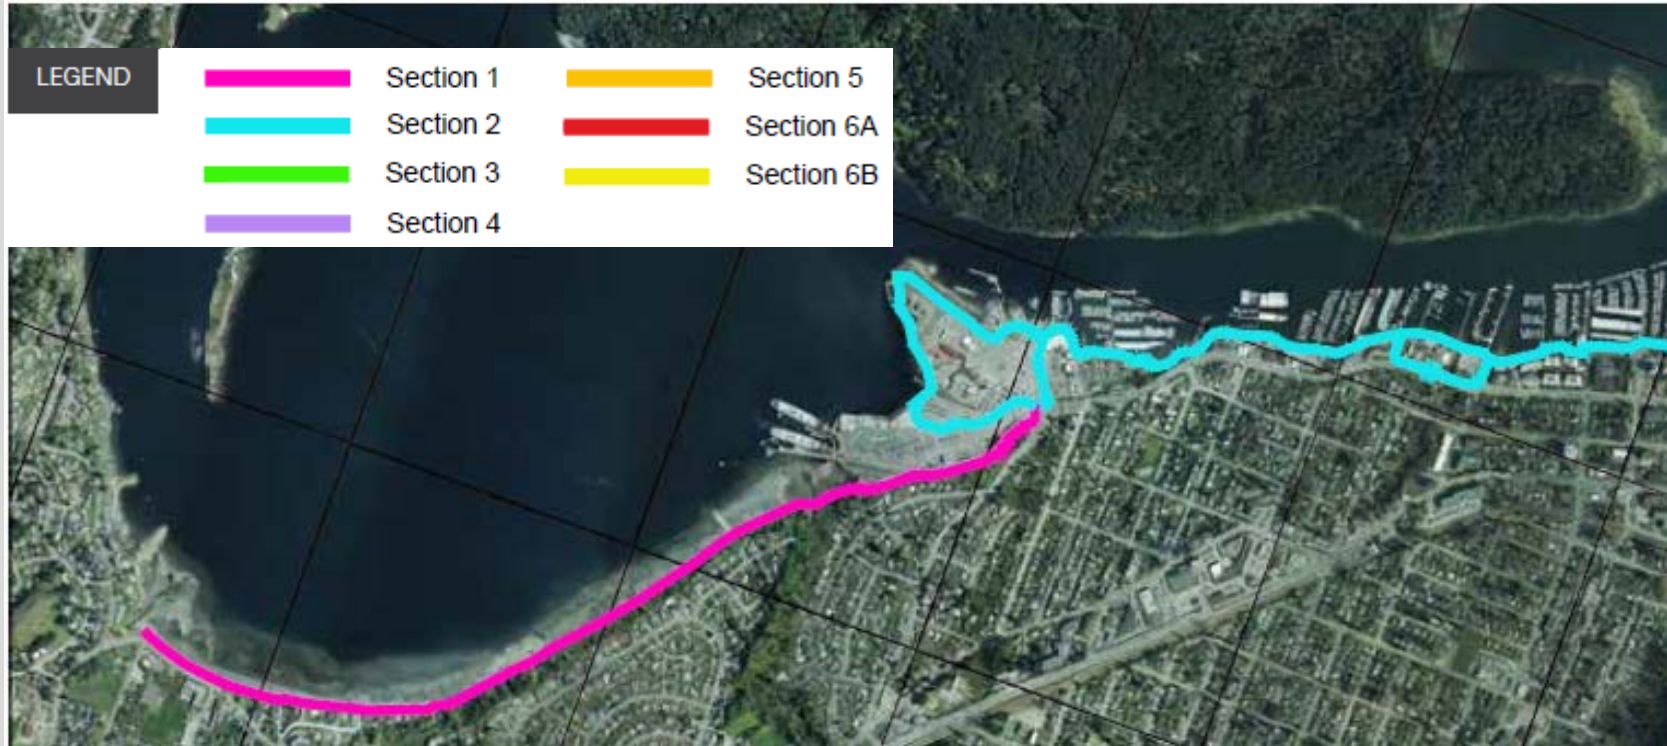 LEGEND
Section 1
Section 2
Section 3
Section 4
Section 5
Section 6A
Section 6B